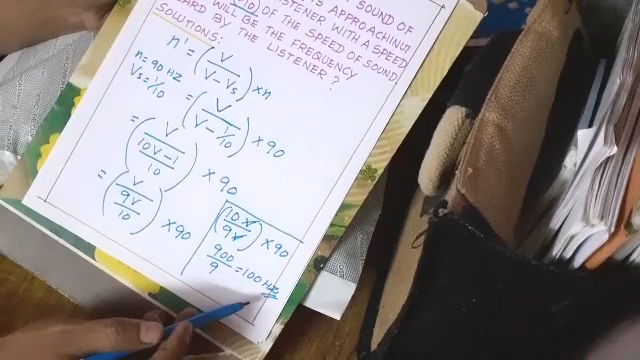 SOUND OF
IS APPROACHING
LISTENER WITH A SPEED
(1/10) OF THE SPEED OF SOUND.
WILL BE THE FREQUENCY
HEARD BY THE LISTENER?
SOLUTIONS:
n' = (V/(V - Vs)) × n
n = 90 HZ
Vs = 1/10
= (V/(V - 1/10)) × 90
= (V/((10V - 1)/10)) × 90
= (V/(9V/10)) × 90
(10V/9V) × 90
900/9 = 100 HZ